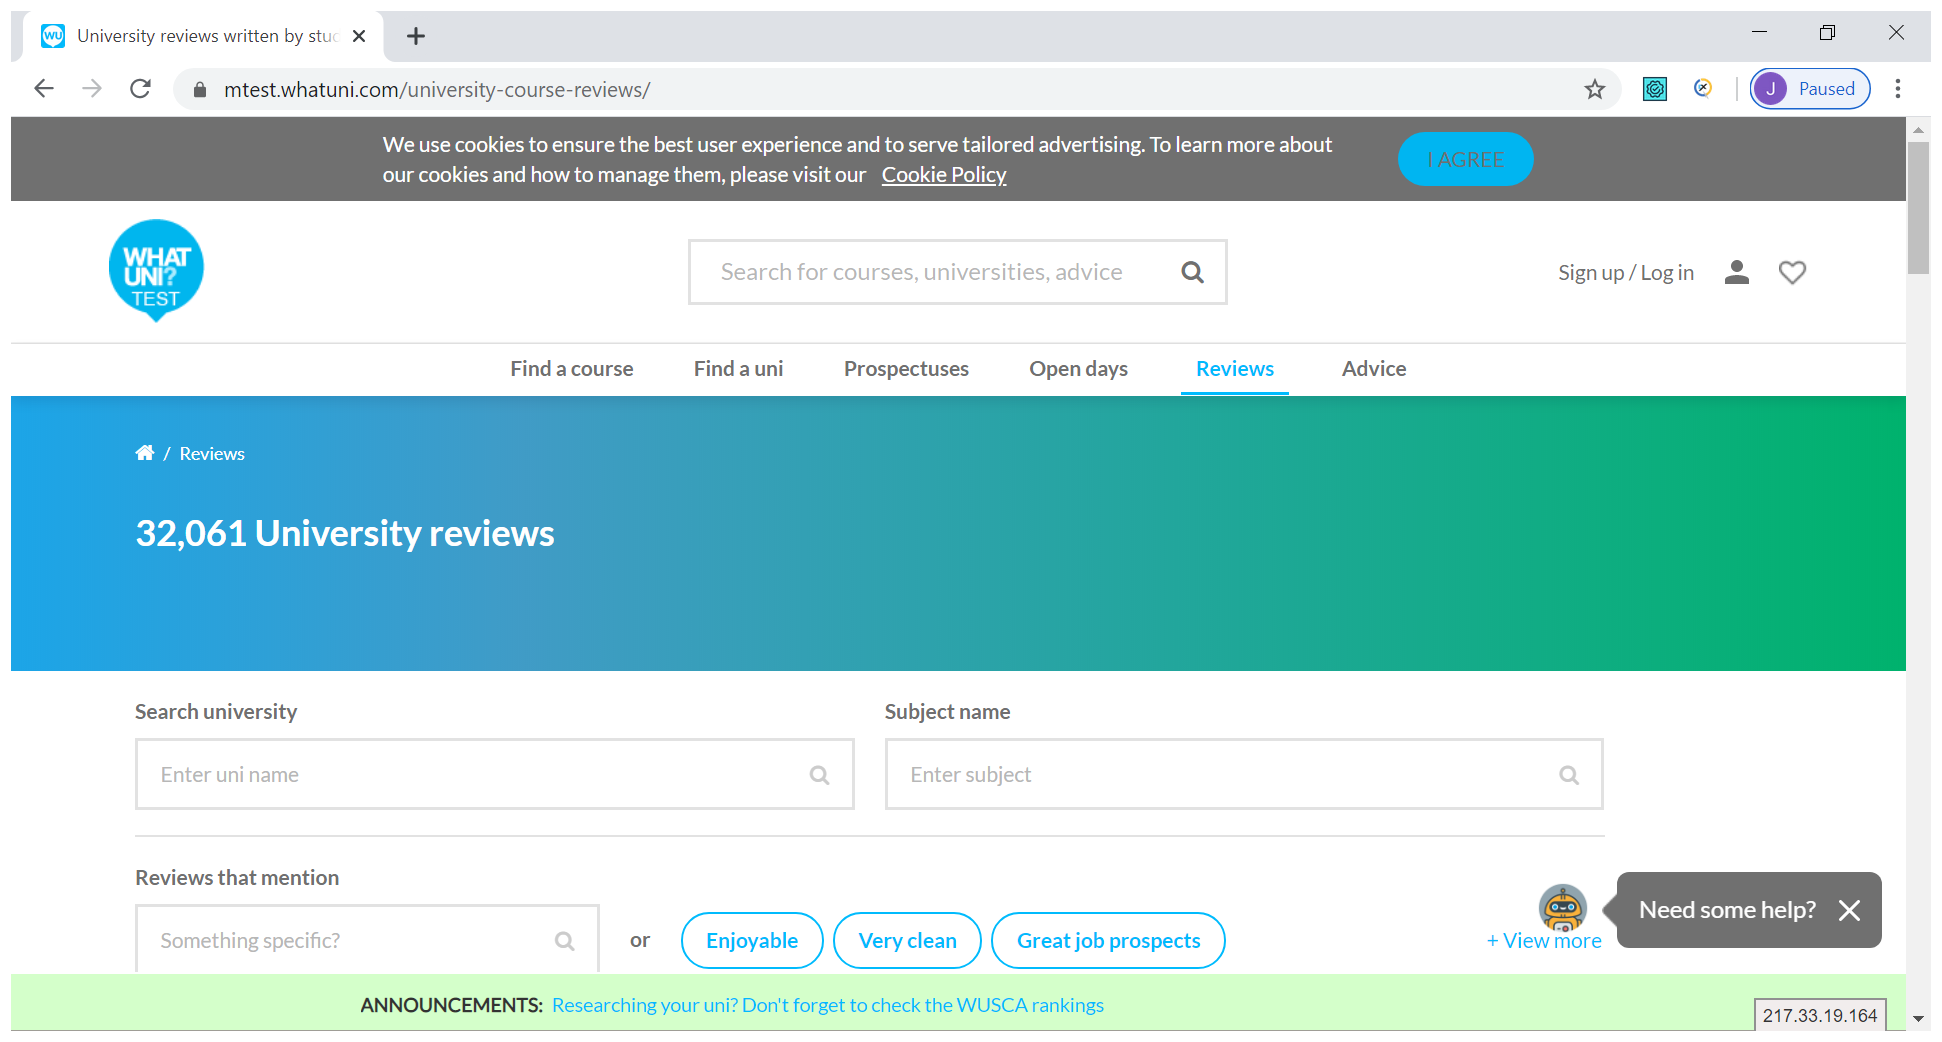 WU University reviews written by
mtest.whatuni.com/university-course-reviews/
J Paused
We use cookies to ensure the best user experience and to serve tailored advertising. To learn more about
our cookies and how to manage them, please visit our Cookie Policy
I AGREE
WHAT
UNI?
TEST
Search for courses, universities, advice
Sign up / Log in
Find a course Find a uni Prospectuses Open days Reviews Advice
/ Reviews
32,061 University reviews
Search university Subject name
Enter uni name Enter subject
Reviews that mention
Something specific? or Enjoyable Very clean Great job prospects + View more
Need some help?
ANNOUNCEMENTS: Researching your uni? Don't forget to check the WUSCA rankings
217.33.19.164